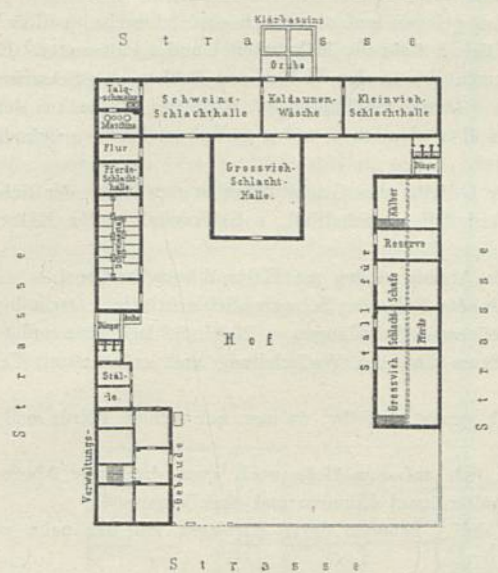 Klärbassins
Strasse
Grube
Talg-
schmelze
Schweine-
Schlachthalle
Kaldaunen-
Wäsche
Kleinvieh-
Schlachthalle
Maschine
Flur
Pferde-
Schlacht-
halle.
Grossvieh-
Schlacht-
Halle.
Dünger
Kälber
Reserve
Stall für
Schafe
Schlacht-
Pferde
Grossvieh
Hof
Dünger
Ställ-
le.
Verwaltungs-
Gebäude
Strasse
Strasse
Strasse